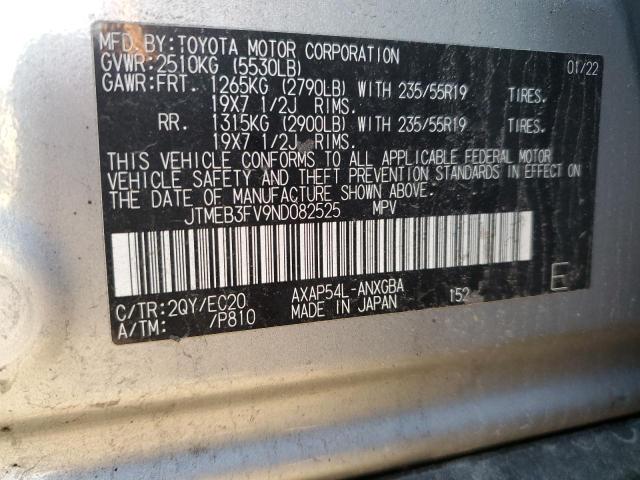 MFD. BY: TOYOTA MOTOR CORPORATION
GVWR: 2510KG (5530LB) 01/22
GAWR: FRT. 1265KG (2790LB) WITH 235/55R19 TIRES.
19X7 1/2J RIMS.
RR. 1315KG (2900LB) WITH 235/55R19 TIRES.
19X7 1/2J RIMS.
THIS VEHICLE CONFORMS TO ALL APPLICABLE FEDERAL MOTOR
VEHICLE SAFETY AND THEFT PREVENTION STANDARDS IN EFFECT ON
THE DATE OF MANUFACTURE SHOWN ABOVE.
JTMEB3FV9ND082525 MPV
C/TR: 2QY/EC20 AXAP54L-ANXGBA 152 E
A/TM: /P810 MADE IN JAPAN